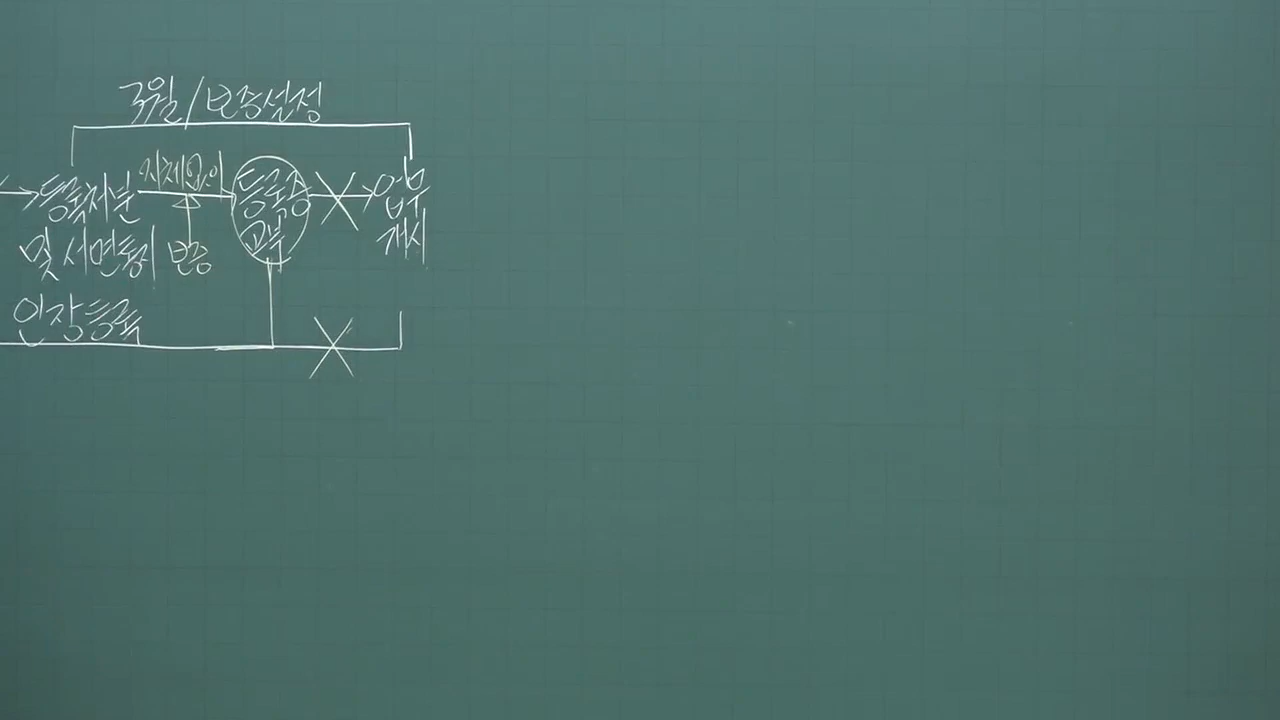 3월/보증설정
등록처분 지체없이 등록증 업무
및 서면통지 보증 교부 개시
인장등록